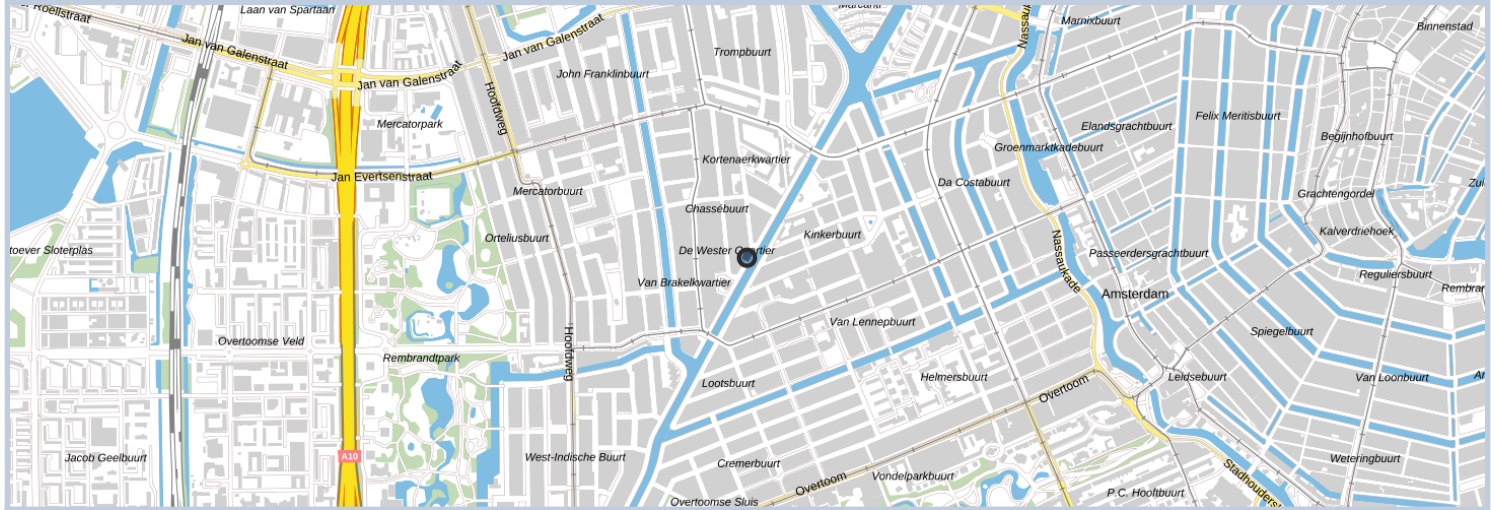 Roëllstraat
Laan van Spartaan
Marnixbuurt
Binnenstad
Jan van Galenstraat
Jan van Galenstraat
Jan van Galenstraat
Trompbuurt
John Franklinbuurt
Hoofdweg
Mercatorpark
Felix Meritisbuurt
Elandsgrachtbuurt
Begijnhofbuurt
Groenmarktkadebuurt
Kortenaerkwartier
Jan Evertsenstraat
Mercatorbuurt
Da Costabuurt
Grachtengordel
Chassébuurt
Orteliusbuurt
Kinkerbuurt
Kalverdriehoek
toever Sloterplas
De Wester Quartier
Nassaukade
Passeerdersgrachtbuurt
Reguliersbuurt
Van Brakelkwartier
Amsterdam
Van Lennepbuurt
Spiegelbuurt
Overtoomse Veld
Rembrandtpark
Hoofdweg
Lootsbuurt
Helmersbuurt
Overtoom
Leidsebuurt
Van Loonbuurt
A10
Jacob Geelbuurt
West-Indische Buurt
Cremerbuurt
Weteringbuurt
Overtoom
Vondelparkbuurt
P.C. Hooftbuurt
Overtoomse Sluis